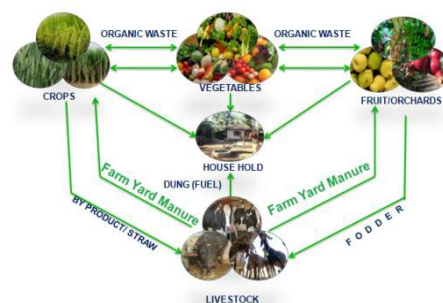 ORGANIC WASTE
ORGANIC WASTE
CROPS
VEGETABLES
FRUIT/ORCHARDS
HOUSE HOLD
DUNG (FUEL)
Farm Yard Manure
Farm Yard Manure
BY PRODUCT/ STRAW
FODDER
LIVESTOCK